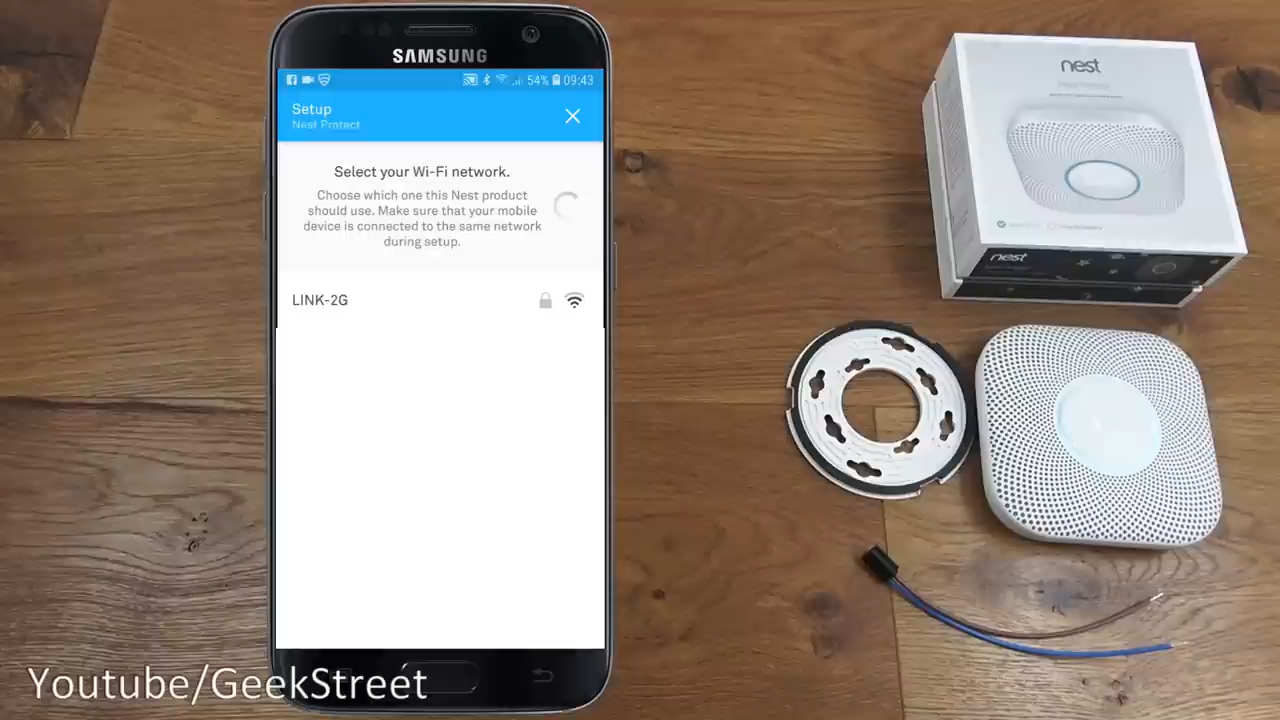 SAMSUNG
54% 09:43
Setup
Nest Protect
Select your Wi-Fi network.
Choose which one this Nest product
should use. Make sure that your mobile
device is connected to the same network
during setup.
LINK-2G
nest
nest
Youtube/GeekStreet